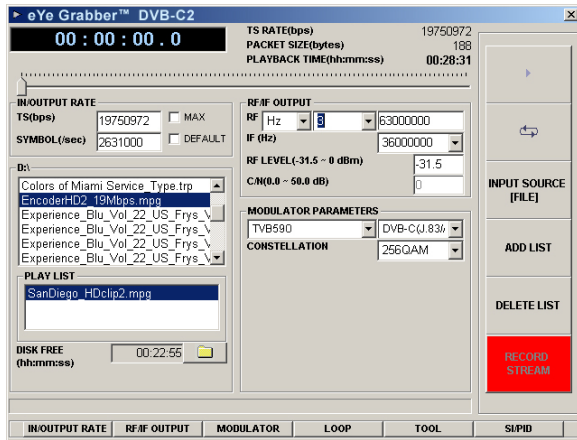 eYe Grabber™ DVB-C2
00 : 00 : 00 . 0
TS RATE(bps) 19750972
PACKET SIZE(bytes) 188
PLAYBACK TIME(hh:mm:ss) 00:28:31
IN/OUTPUT RATE
TS(bps) 19750972 MAX
SYMBOL(/sec) 2631000 DEFAULT
RF/IF OUTPUT
RF Hz 3 63000000
IF (Hz) 36000000
RF LEVEL(-31.5 ~ 0 dBm) -31.5
C/N(0.0 ~ 50.0 dB) 0
D:\
Colors of Miami Service_Type.trp
EncoderHD2_19Mbps.mpg
Experience_Blu_Vol_22_US_Frys_V
Experience_Blu_Vol_22_US_Frys_V
Experience_Blu_Vol_22_US_Frys_V
Experience_Blu_Vol_22_US_Frys_V
MODULATOR PARAMETERS
TVB590 DVB-C(J.83/
CONSTELLATION 256QAM
PLAY LIST
SanDiego_HDclip2.mpg
DISK FREE
(hh:mm:ss) 00:22:55
INPUT SOURCE
[FILE]
ADD LIST
DELETE LIST
RECORD
STREAM
IN/OUTPUT RATE RF/IF OUTPUT MODULATOR LOOP TOOL SI/PID